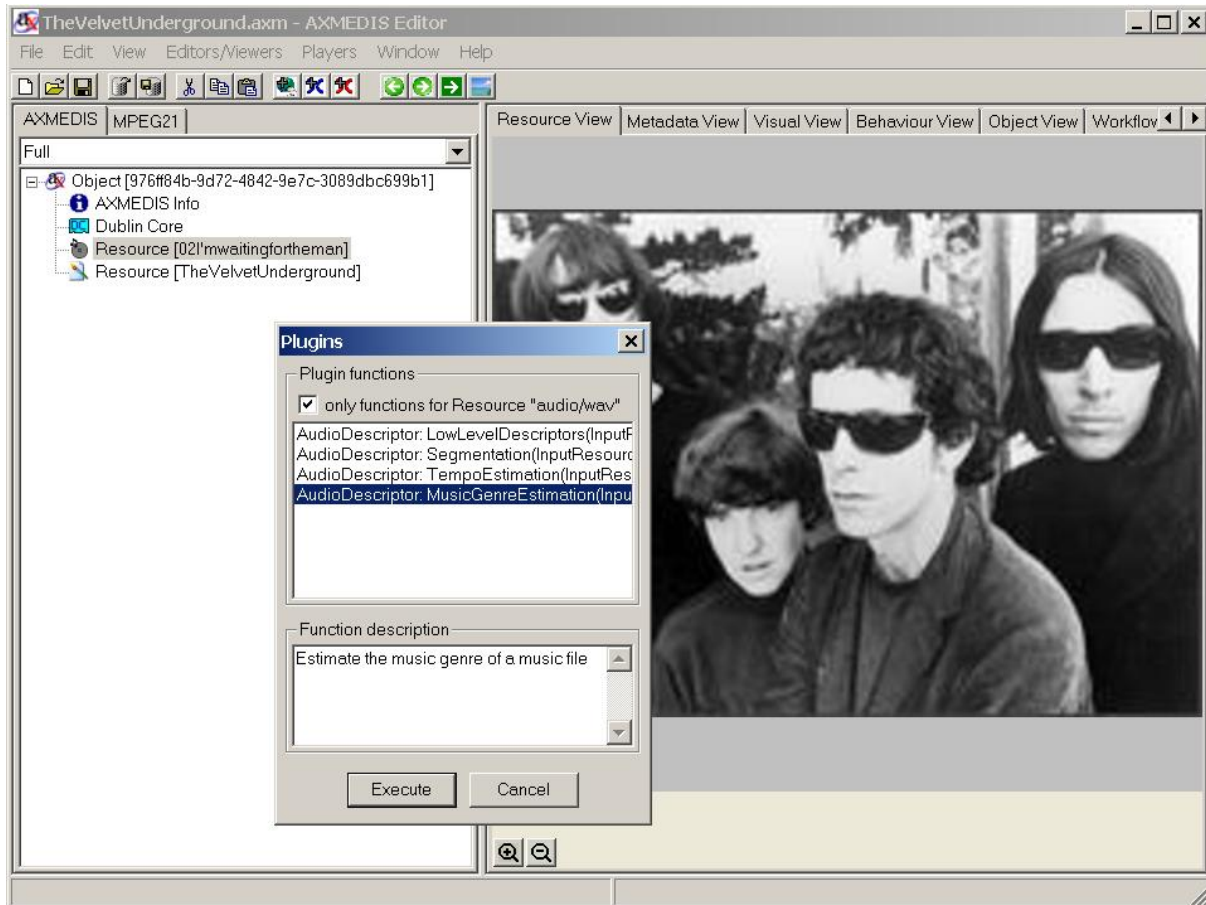 TheVelvetUnderground.axm - AXMEDIS Editor
File Edit View Editors/Viewers Players Window Help
AXMEDIS MPEG21
Full
Object [976ff84b-9d72-4842-9e7c-3089dbc699b1]
AXMEDIS Info
Dublin Core
Resource [02I'mwaitingfortheman]
Resource [TheVelvetUnderground]
Resource View Metadata View Visual View Behaviour View Object View Workflov
Plugins
Plugin functions
only functions for Resource "audio/wav"
AudioDescriptor: LowLevelDescriptors(InputF
AudioDescriptor: Segmentation(InputResourc
AudioDescriptor: TempoEstimation(InputRes
AudioDescriptor: MusicGenreEstimation(Inpu
Function description
Estimate the music genre of a music file
Execute Cancel